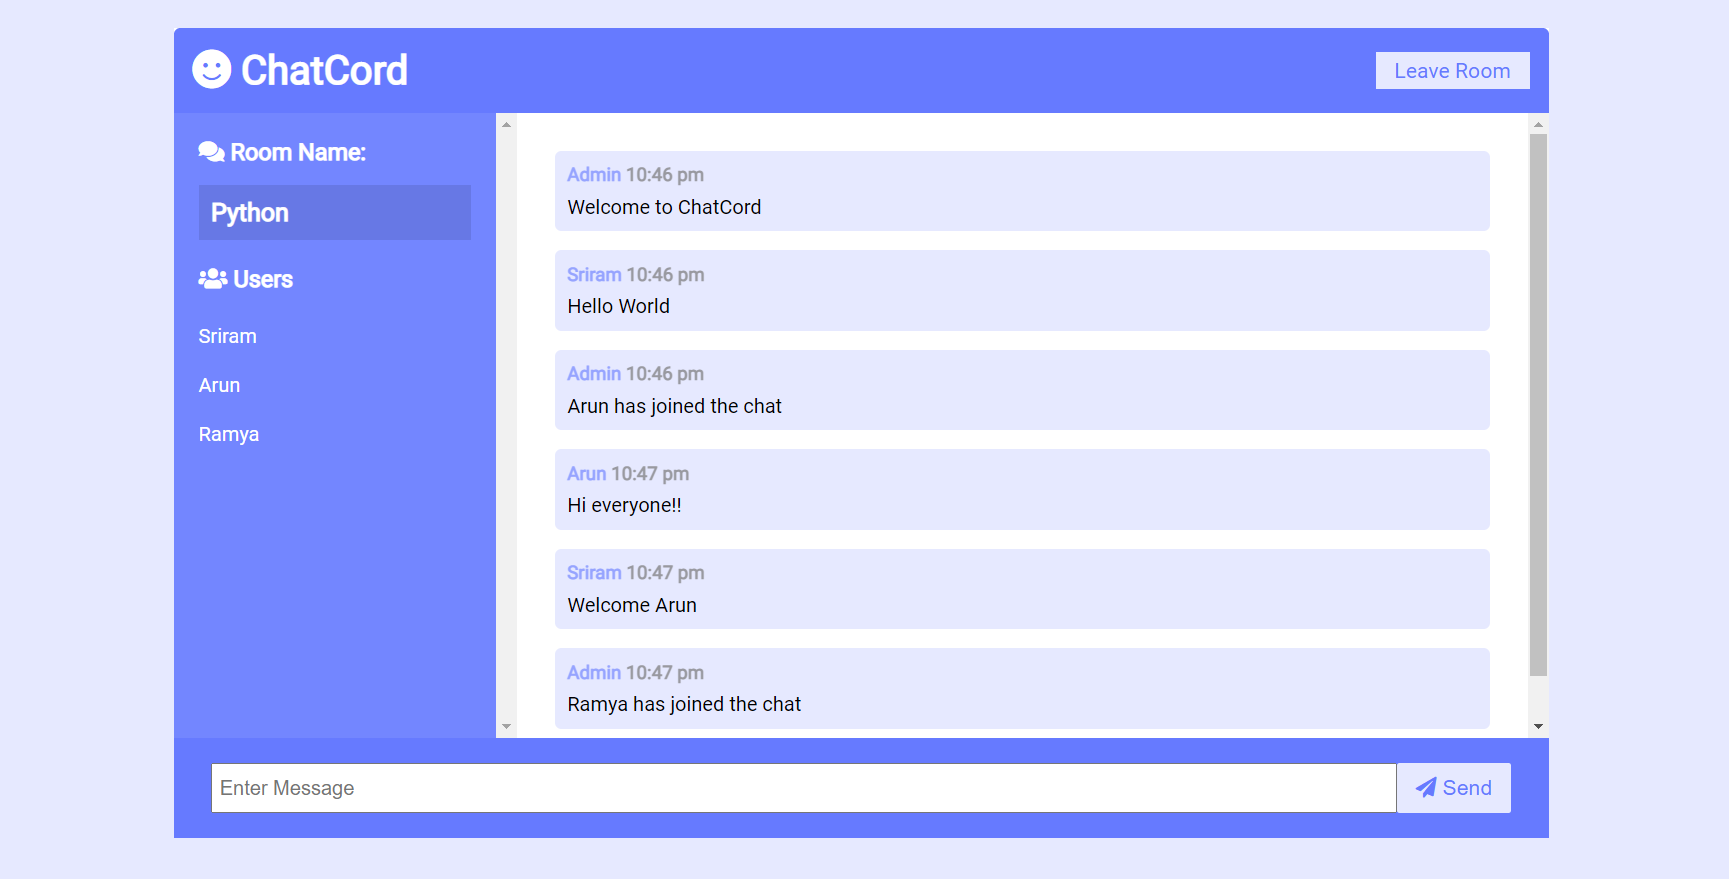 ChatCord
Leave Room
Room Name:
Python
Users
Sriram
Arun
Ramya
Admin 10:46 pm
Welcome to ChatCord
Sriram 10:46 pm
Hello World
Admin 10:46 pm
Arun has joined the chat
Arun 10:47 pm
Hi everyone!!
Sriram 10:47 pm
Welcome Arun
Admin 10:47 pm
Ramya has joined the chat
Enter Message
Send